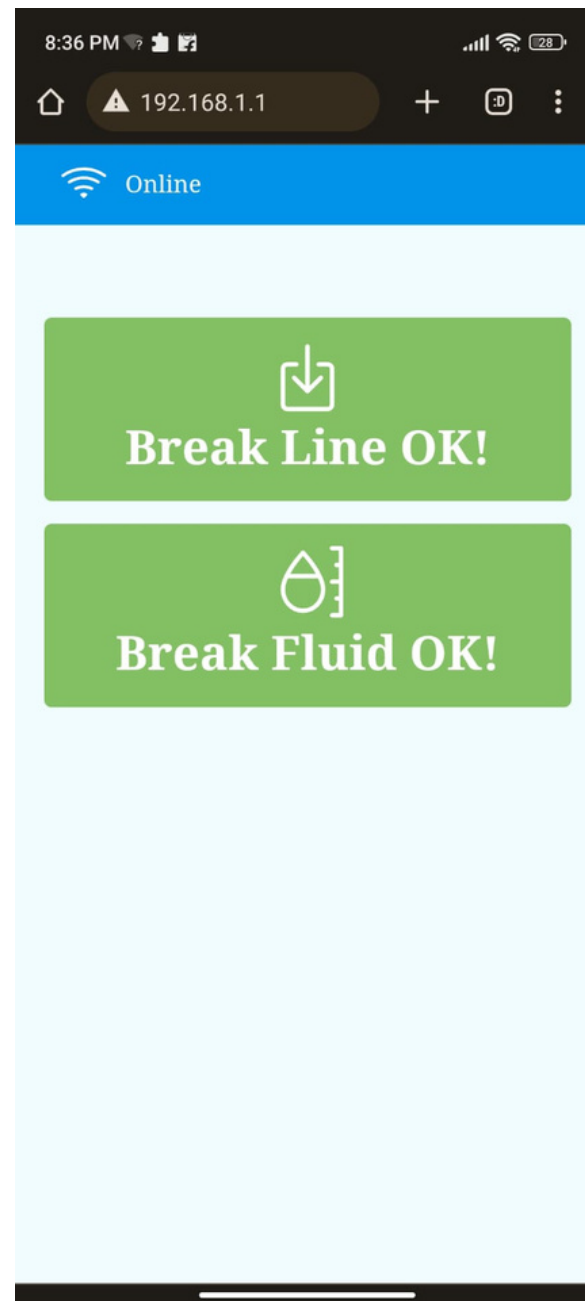 8:36 PM
28
192.168.1.1
:D
Online
Break Line OK!
Break Fluid OK!